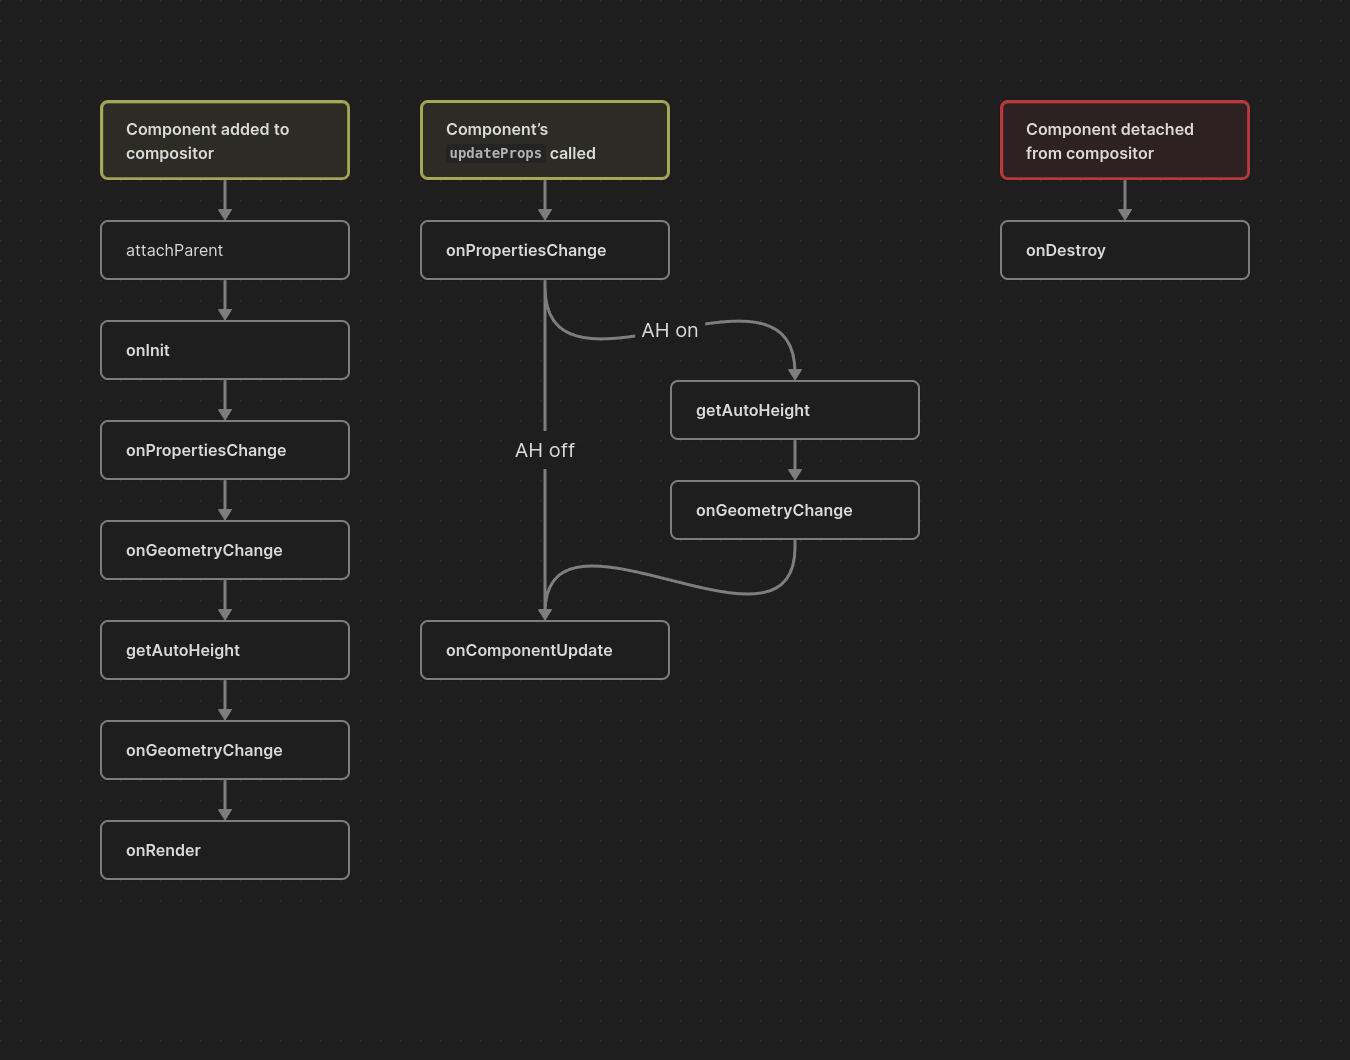 Component added to
compositor
attachParent
onInit
onPropertiesChange
onGeometryChange
getAutoHeight
onGeometryChange
onRender
Component’s
updateProps called
onPropertiesChange
AH on
getAutoHeight
AH off
onGeometryChange
onComponentUpdate
Component detached
from compositor
onDestroy